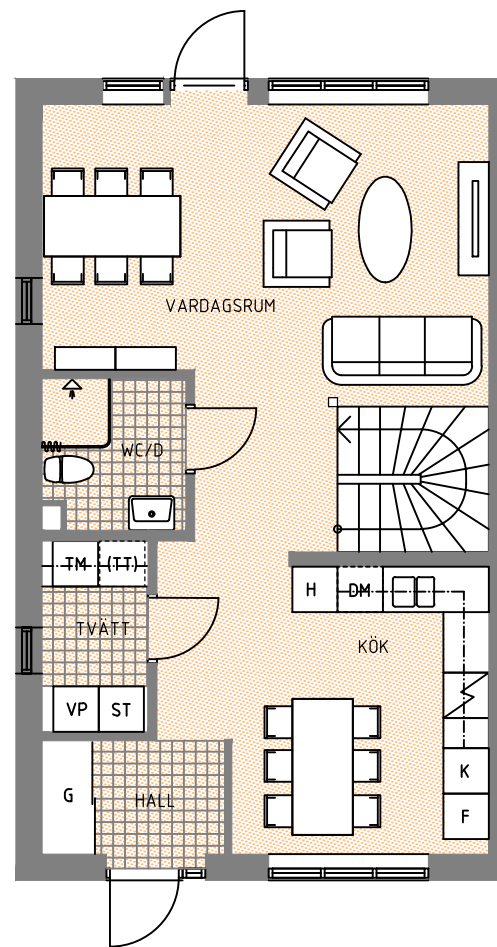 VARDAGSRUM
WC/D
TM (TT)
H DM
TVÄTT
KÖK
VP ST
K
G HALL
F